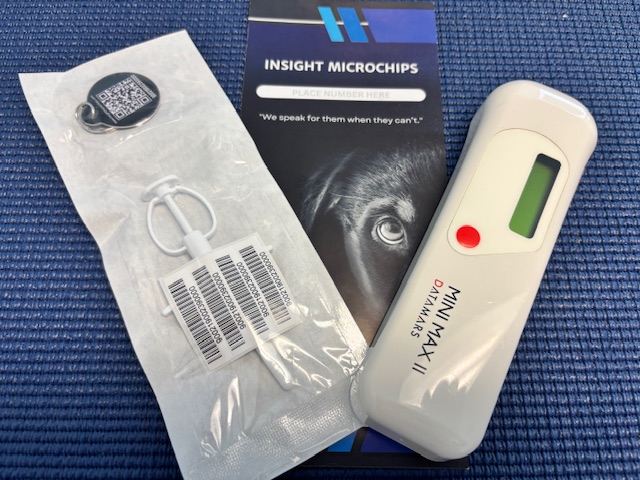 900219002390000
900219002390000
900219002390000
900219002390000
INSIGHT MICROCHIPS
PLACE NUMBER HERE
"We speak for them when they can't."
MINI MAX II
DATAMARS